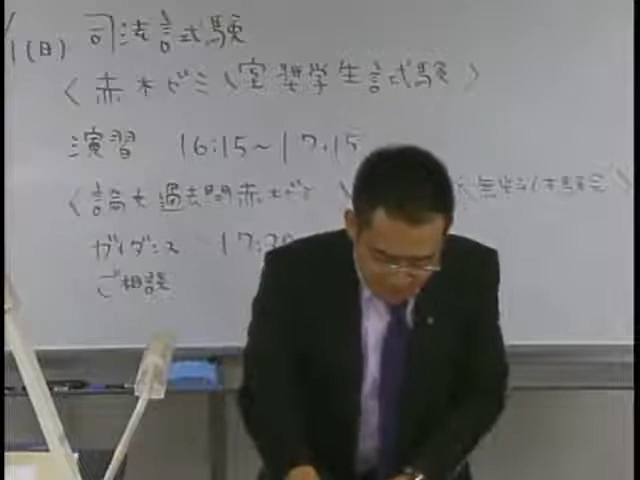 1(日) 司法試験
〈赤木ゼミ〉〈室奨学生試験〉
演習 16:15~17:15
〈論文過去問赤木ゼミ
ガイダンス 17:20
ご相談